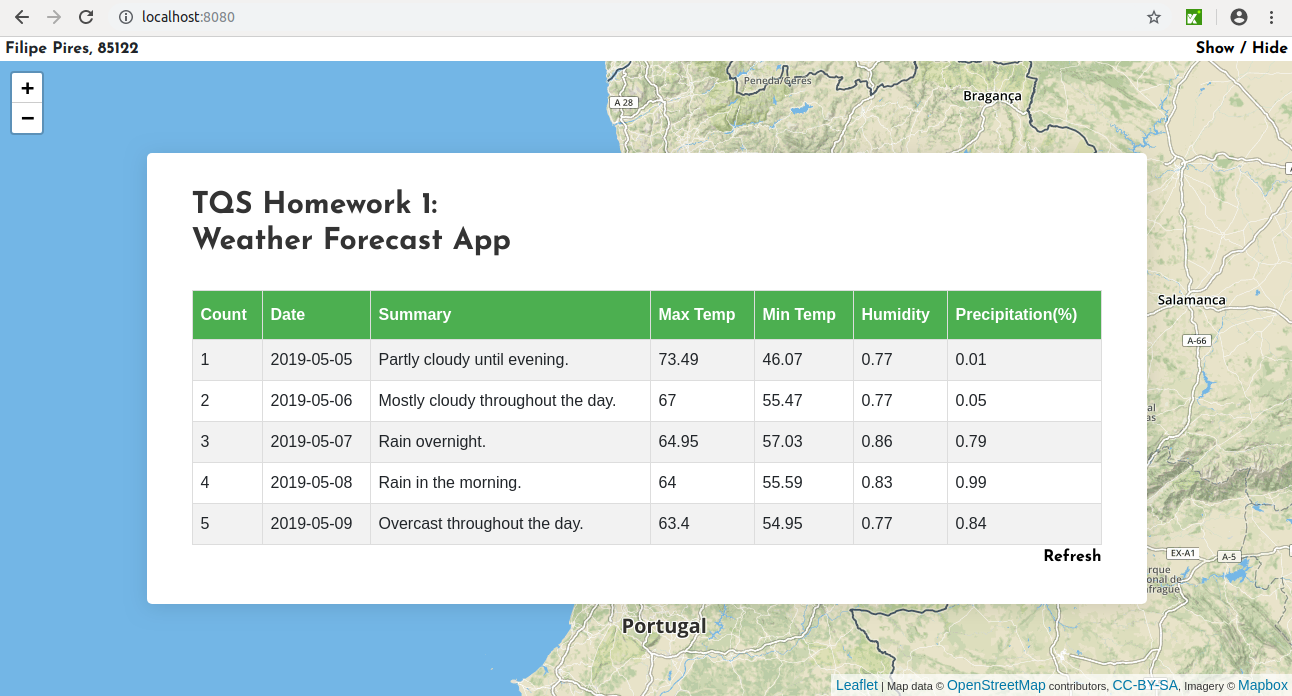 localhost:8080
Filipe Pires, 85122 Show / Hide
+
−
Peneda/Gerês
A 28
Bragança
TQS Homework 1:
Weather Forecast App
Count Date Summary Max Temp Min Temp Humidity Precipitation(%)
1 2019-05-05 Partly cloudy until evening. 73.49 46.07 0.77 0.01
2 2019-05-06 Mostly cloudy throughout the day. 67 55.47 0.77 0.05
3 2019-05-07 Rain overnight. 64.95 57.03 0.86 0.79
4 2019-05-08 Rain in the morning. 64 55.59 0.83 0.99
5 2019-05-09 Overcast throughout the day. 63.4 54.95 0.77 0.84
Refresh
Salamanca
A-66
EX-A1
A-5
Portugal
Leaflet | Map data © OpenStreetMap contributors, CC-BY-SA, Imagery © Mapbox